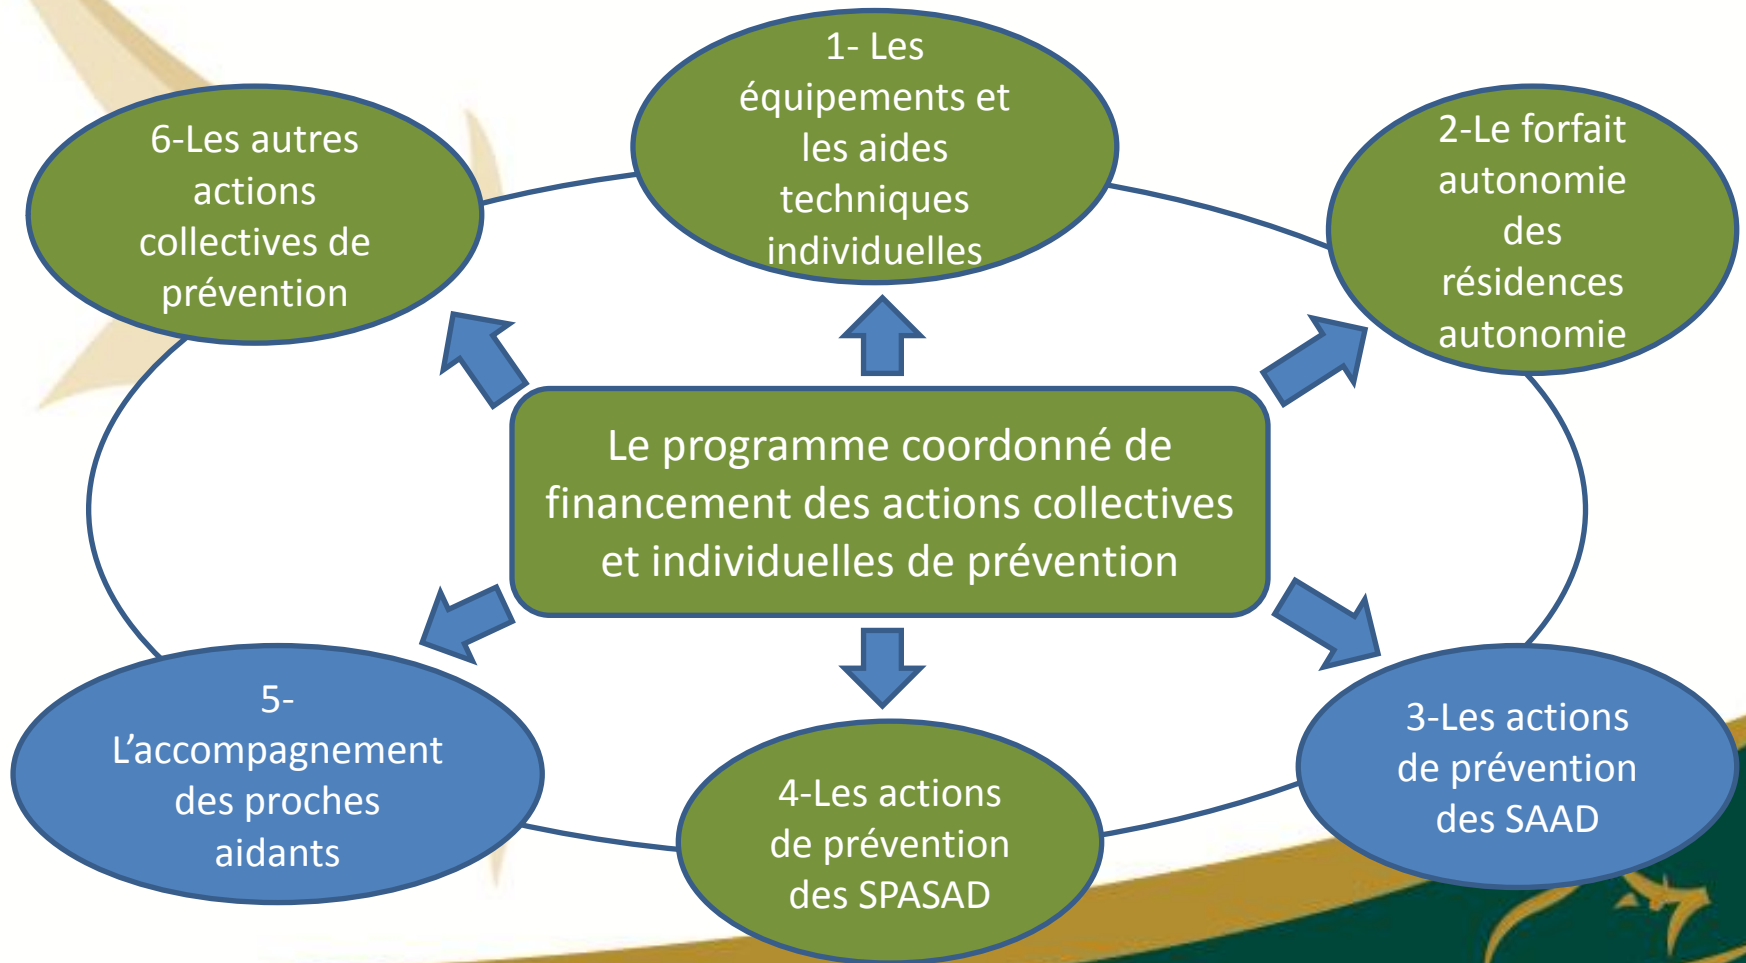 1- Les
équipements et
les aides
techniques
individuelles
2-Le forfait
autonomie
des
résidences
autonomie
3-Les actions
de prévention
des SAAD
4-Les actions
de prévention
des SPASAD
5-
L’accompagnement
des proches
aidants
6-Les autres
actions
collectives de
prévention
Le programme coordonné de
financement des actions collectives
et individuelles de prévention